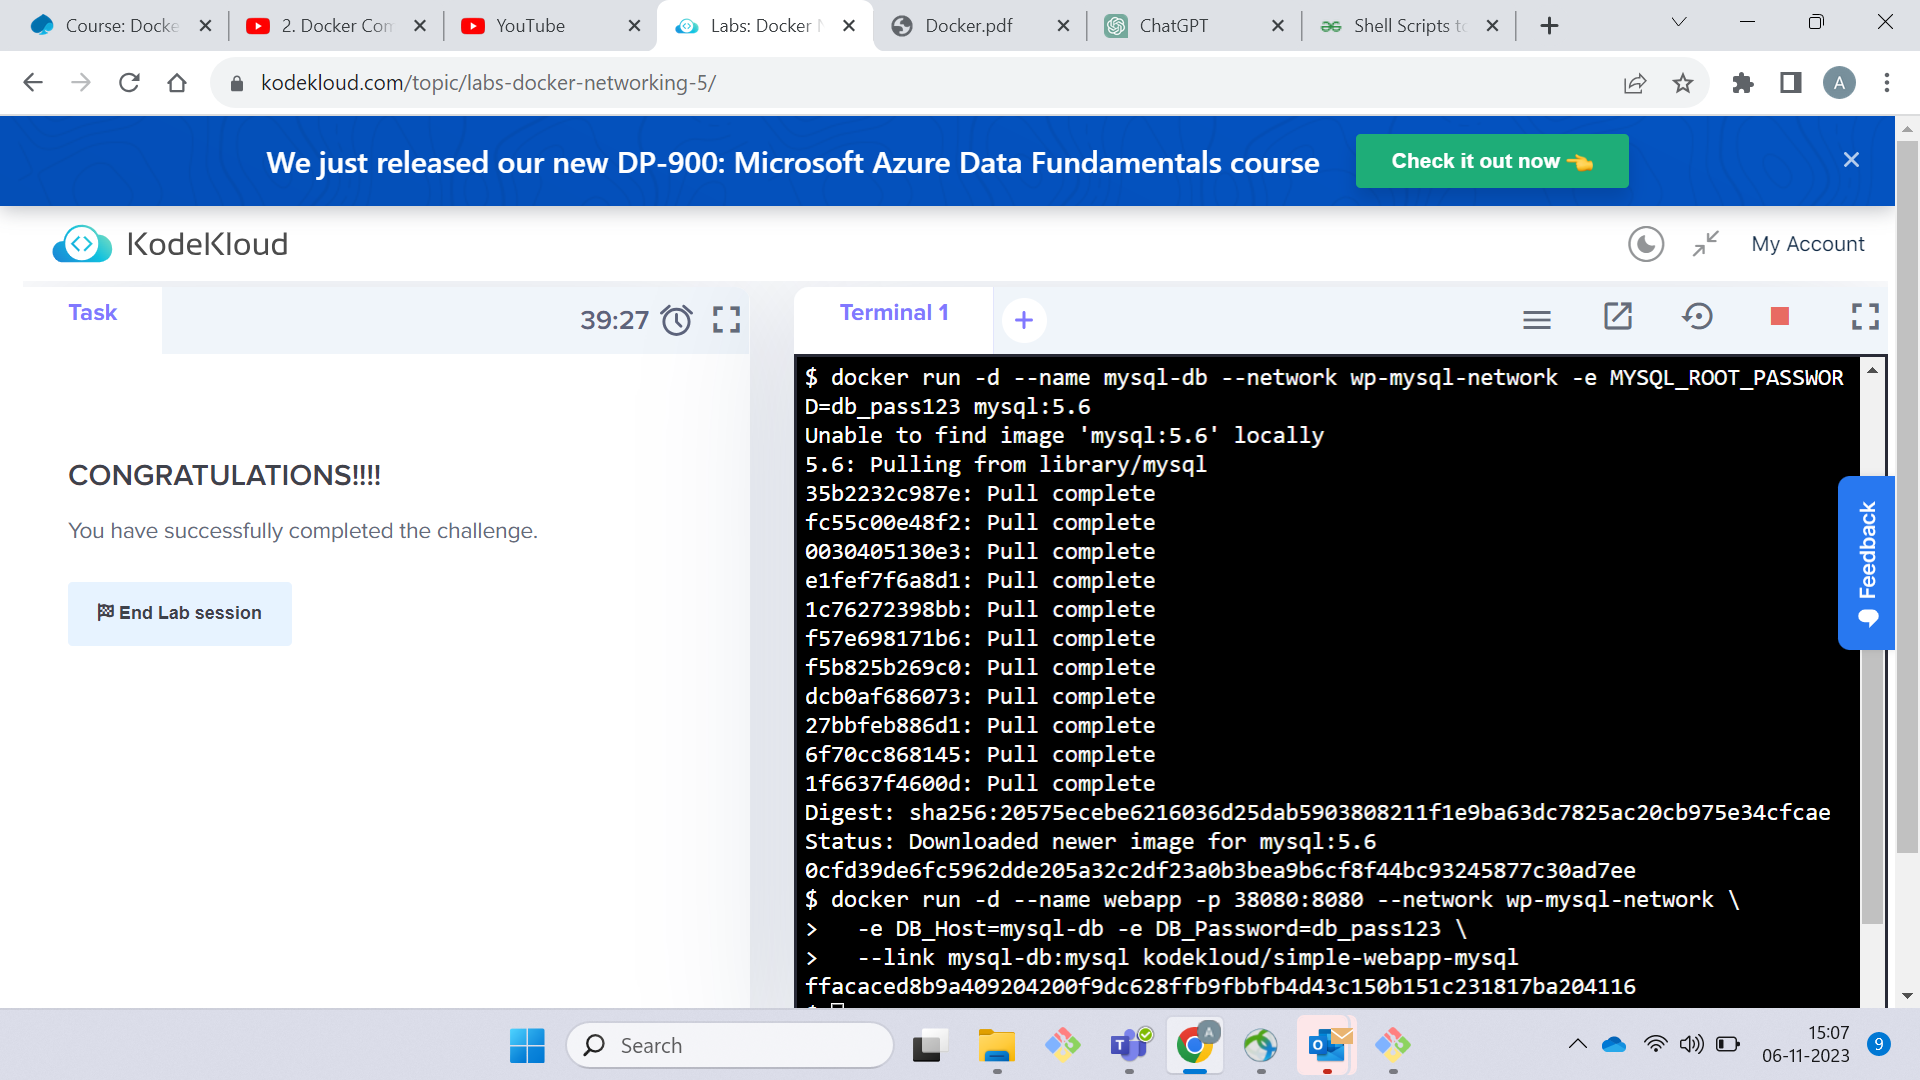 Course: Docke
2. Docker Con
YouTube
Labs: Docker N
Docker.pdf
ChatGPT
Shell Scripts to
kodekloud.com/topic/labs-docker-networking-5/
A
We just released our new DP-900: Microsoft Azure Data Fundamentals course
Check it out now 👈
KodeKloud
My Account
Task
39:27
CONGRATULATIONS!!!!
You have successfully completed the challenge.
End Lab session
Terminal 1
$ docker run -d --name mysql-db --network wp-mysql-network -e MYSQL_ROOT_PASSWOR
D=db_pass123 mysql:5.6
Unable to find image 'mysql:5.6' locally
5.6: Pulling from library/mysql
35b2232c987e: Pull complete
fc55c00e48f2: Pull complete
0030405130e3: Pull complete
e1fef7f6a8d1: Pull complete
1c76272398bb: Pull complete
f57e698171b6: Pull complete
f5b825b269c0: Pull complete
dcb0af686073: Pull complete
27bbfeb886d1: Pull complete
6f70cc868145: Pull complete
1f6637f4600d: Pull complete
Digest: sha256:20575ecebe6216036d25dab5903808211f1e9ba63dc7825ac20cb975e34cfcae
Status: Downloaded newer image for mysql:5.6
0cfd39de6fc5962dde205a32c2df23a0b3bea9b6cf8f44bc93245877c30ad7ee
$ docker run -d --name webapp -p 38080:8080 --network wp-mysql-network \
>   -e DB_Host=mysql-db -e DB_Password=db_pass123 \
>   --link mysql-db:mysql kodekloud/simple-webapp-mysql
ffacaced8b9a409204200f9dc628ffb9fbbfb4d43c150b151c231817ba204116
Feedback
Search
15:07
06-11-2023
9